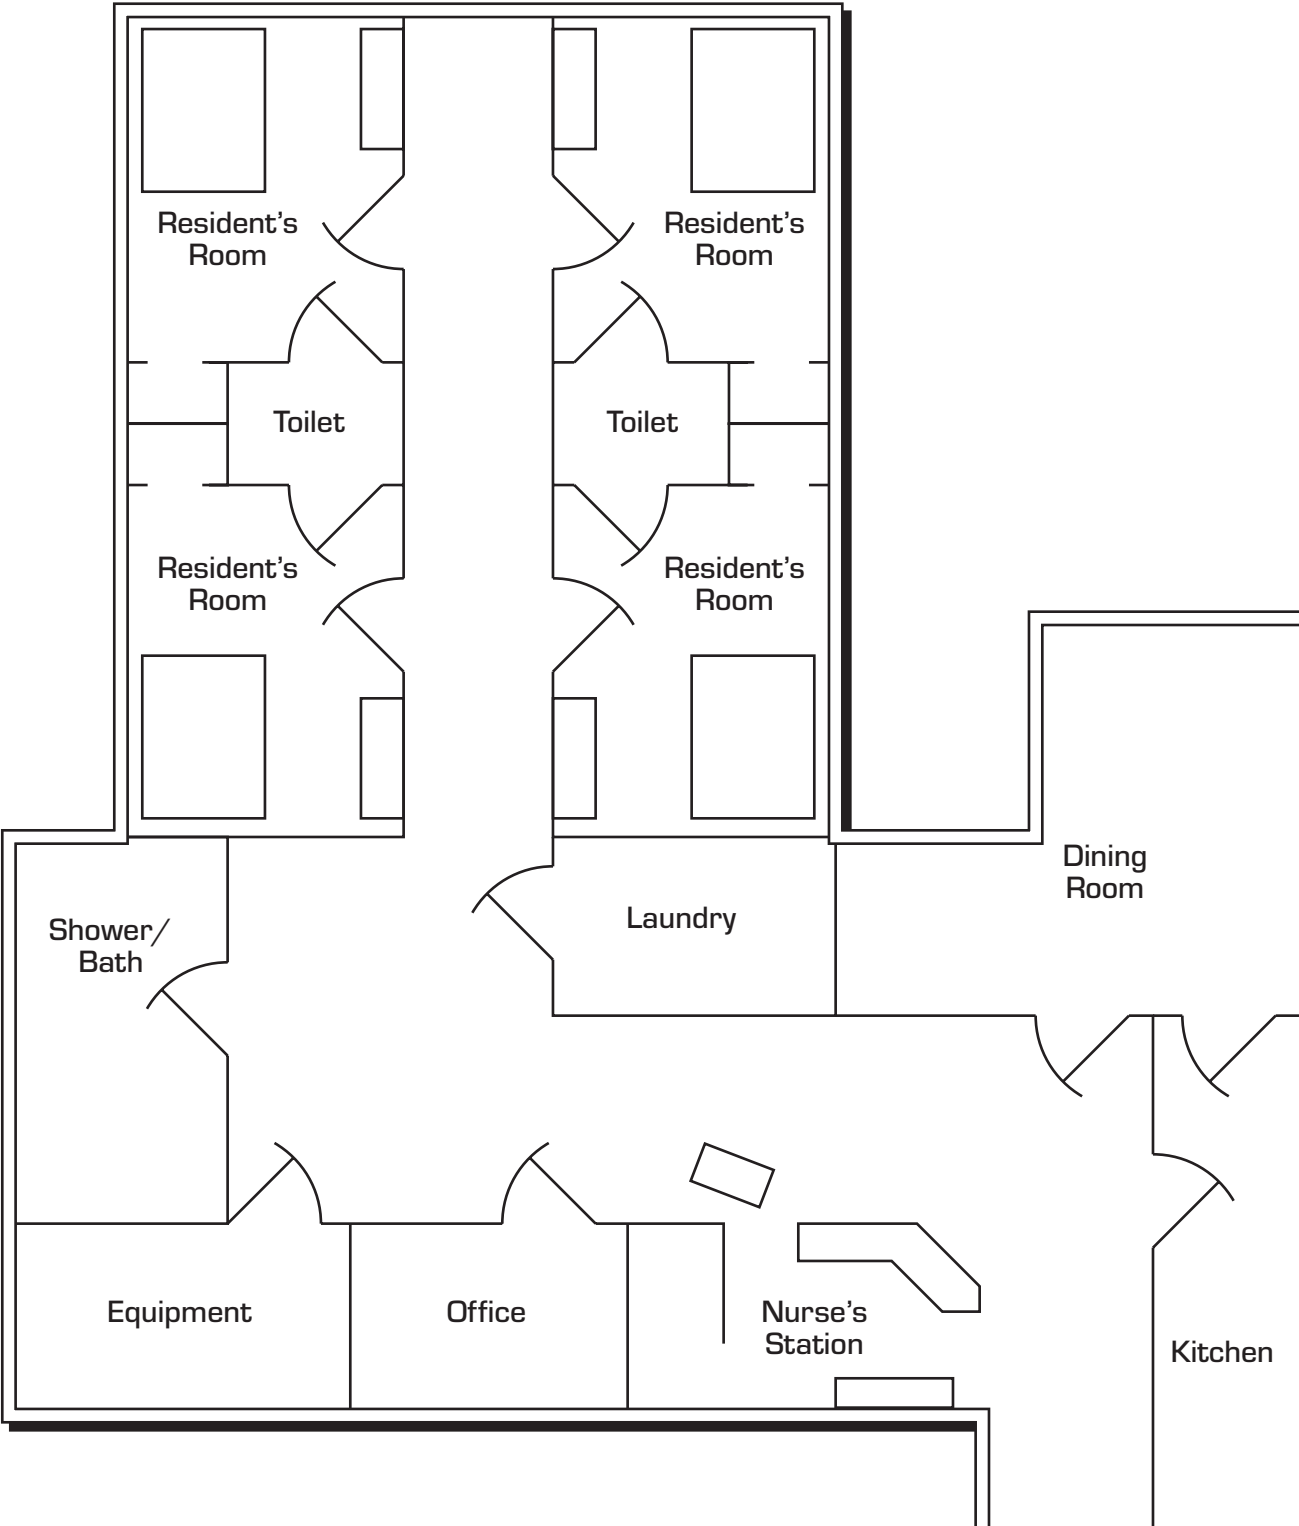 Resident's
Room
Resident's
Room
Toilet
Toilet
Resident's
Room
Resident's
Room
Dining
Room
Shower/
Bath
Laundry
Equipment
Office
Nurse's
Station
Kitchen